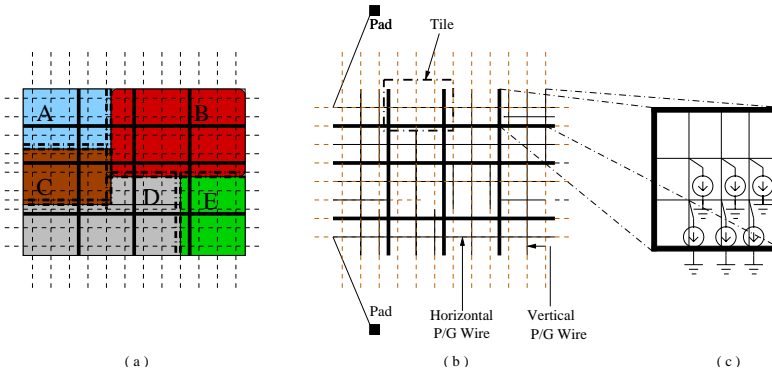 Pad
Tile
A
B
C
D
E
Pad
Horizontal
P/G Wire
Vertical
P/G Wire
( a )
( b )
( c )